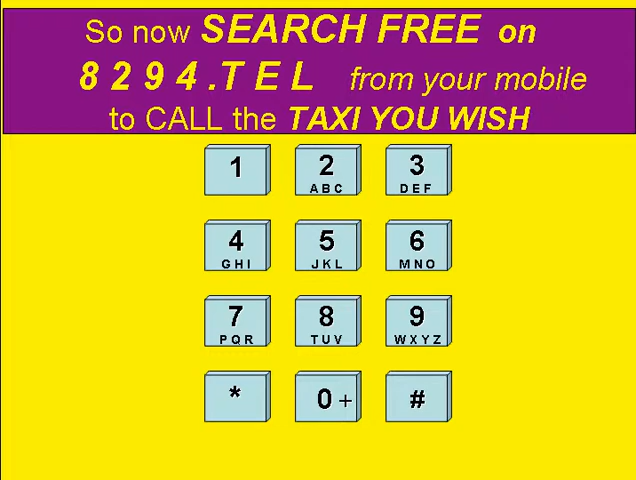 So now SEARCH FREE on
8 2 9 4 .T E L from your mobile
to CALL the TAXI YOU WISH
1 2 3
ABC DEF
4 5 6
GHI JKL MNO
7 8 9
PQR TUV WXYZ
* 0+ #